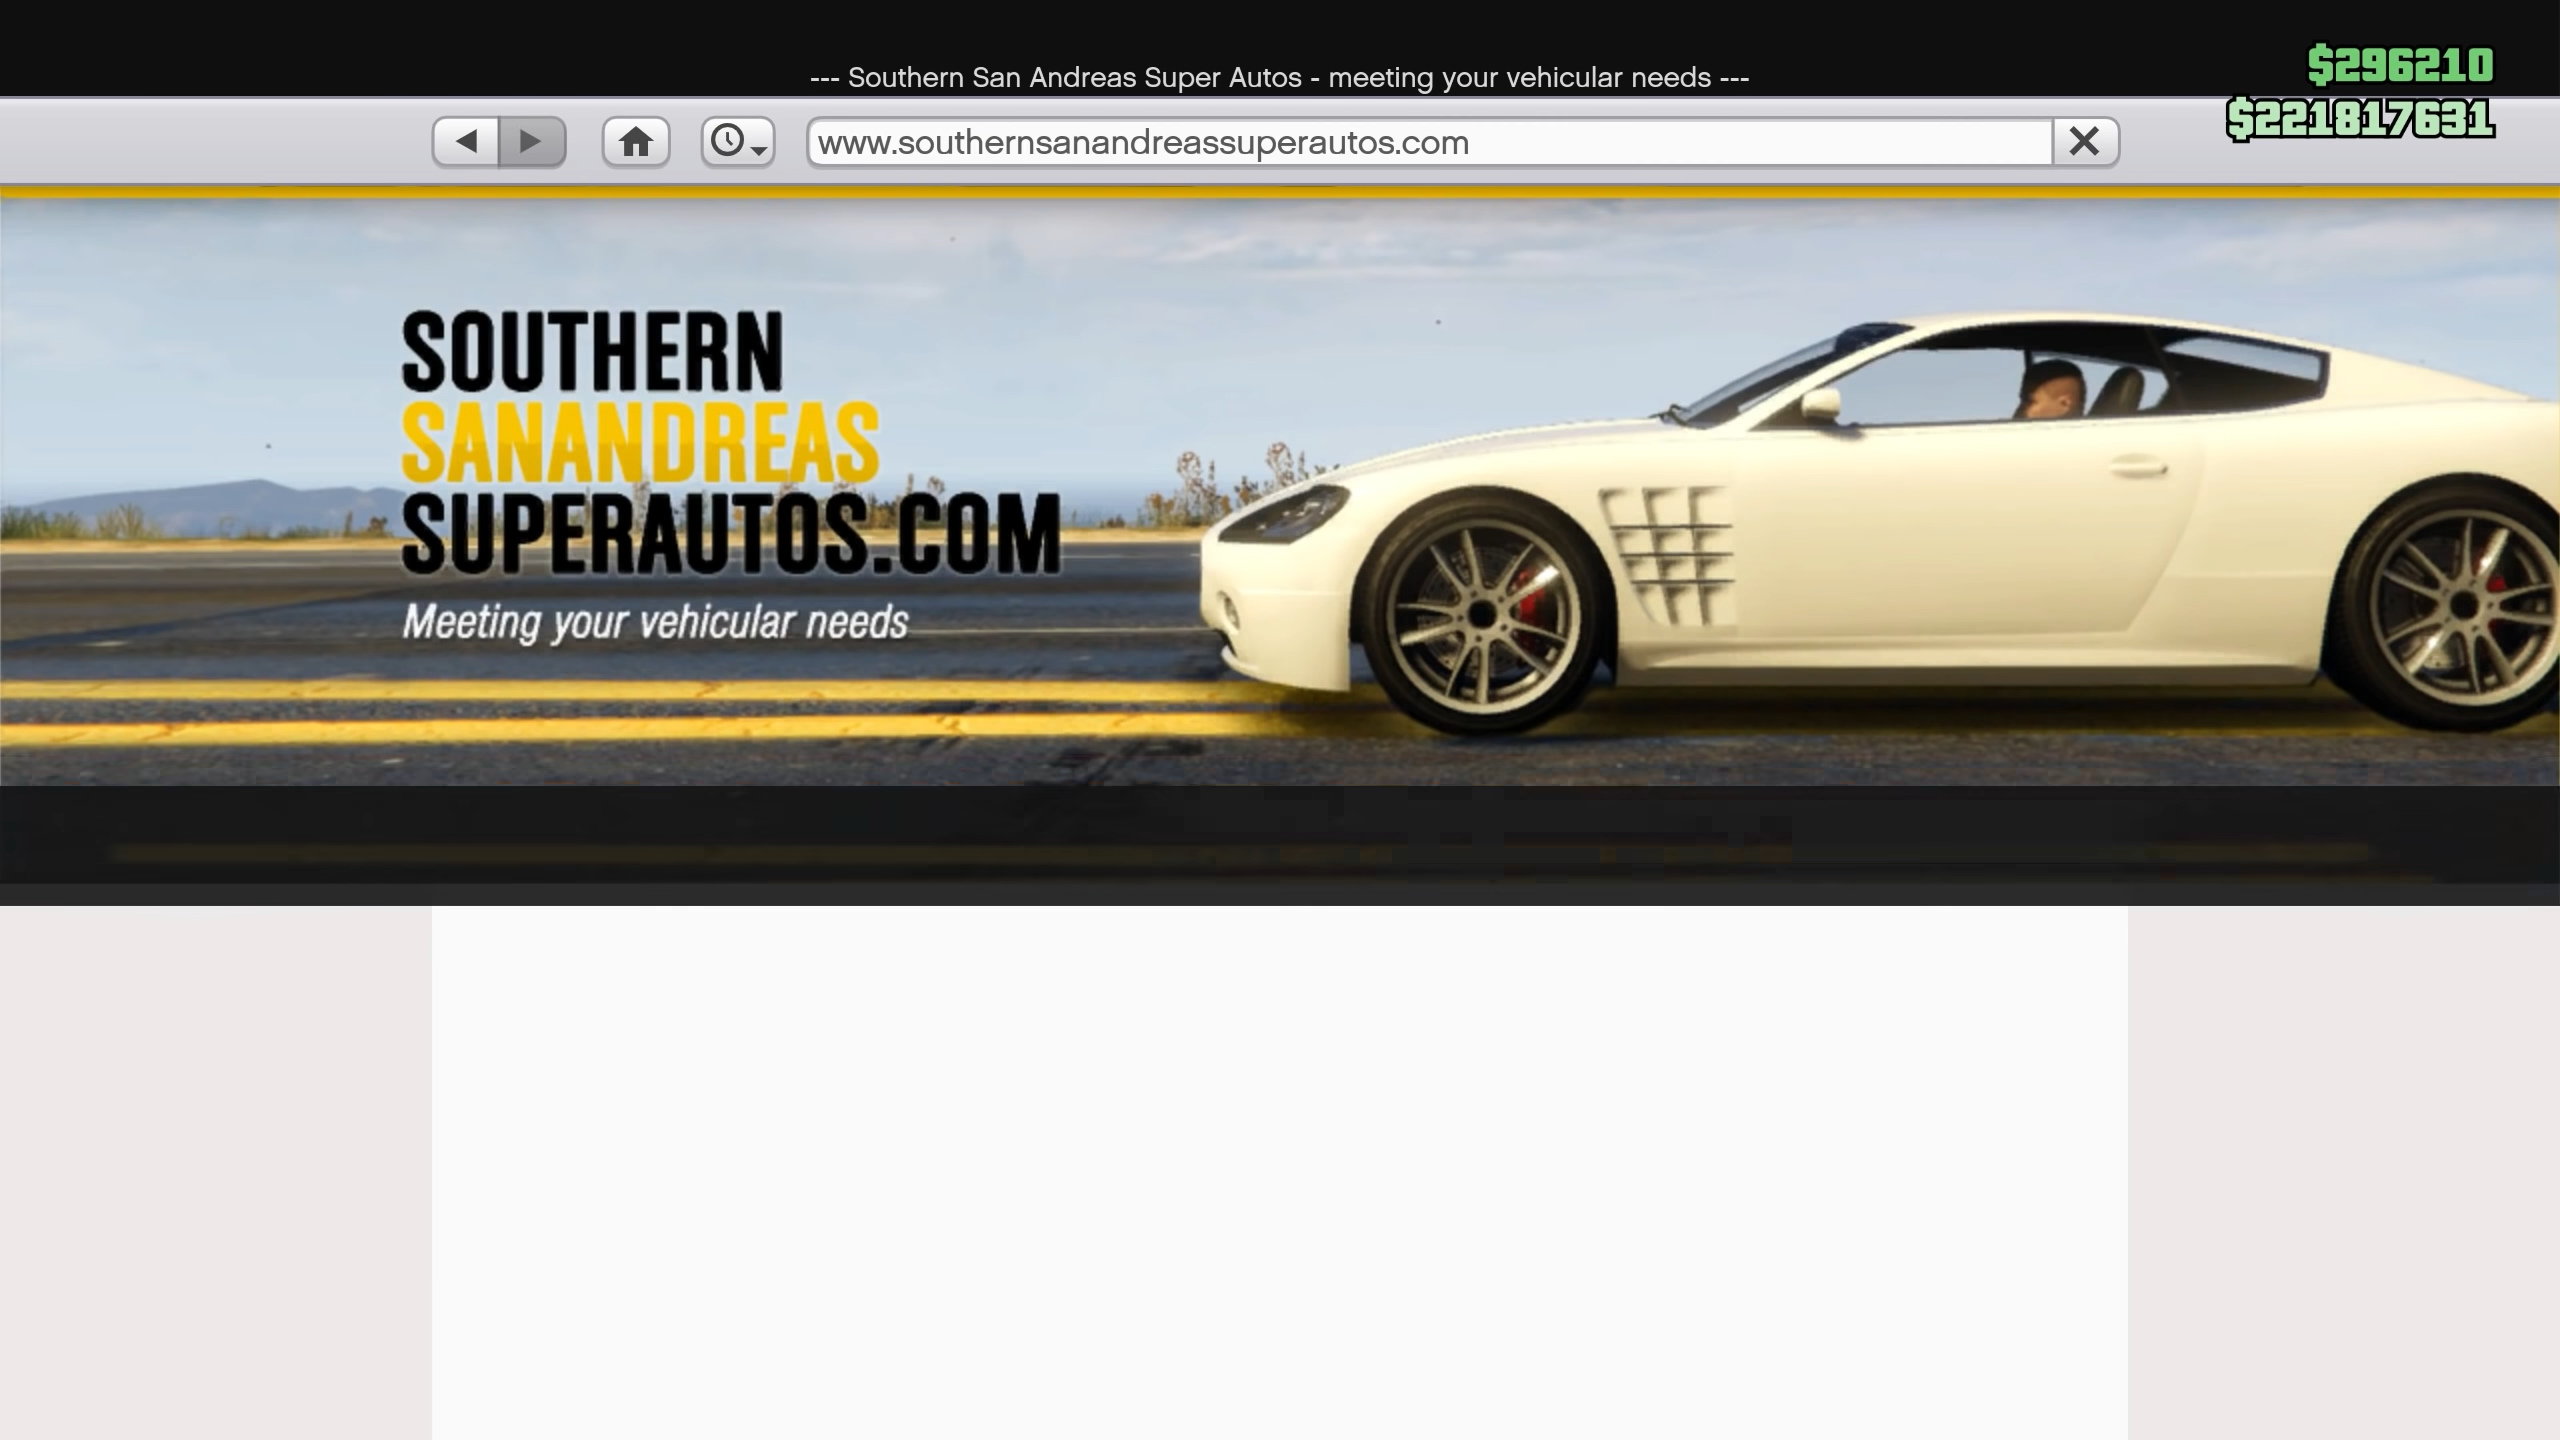 --- Southern San Andreas Super Autos - meeting your vehicular needs ---
$296210
$221817631
www.southernsanandreassuperautos.com
SOUTHERN
SANANDREAS
SUPERAUTOS.COM
Meeting your vehicular needs